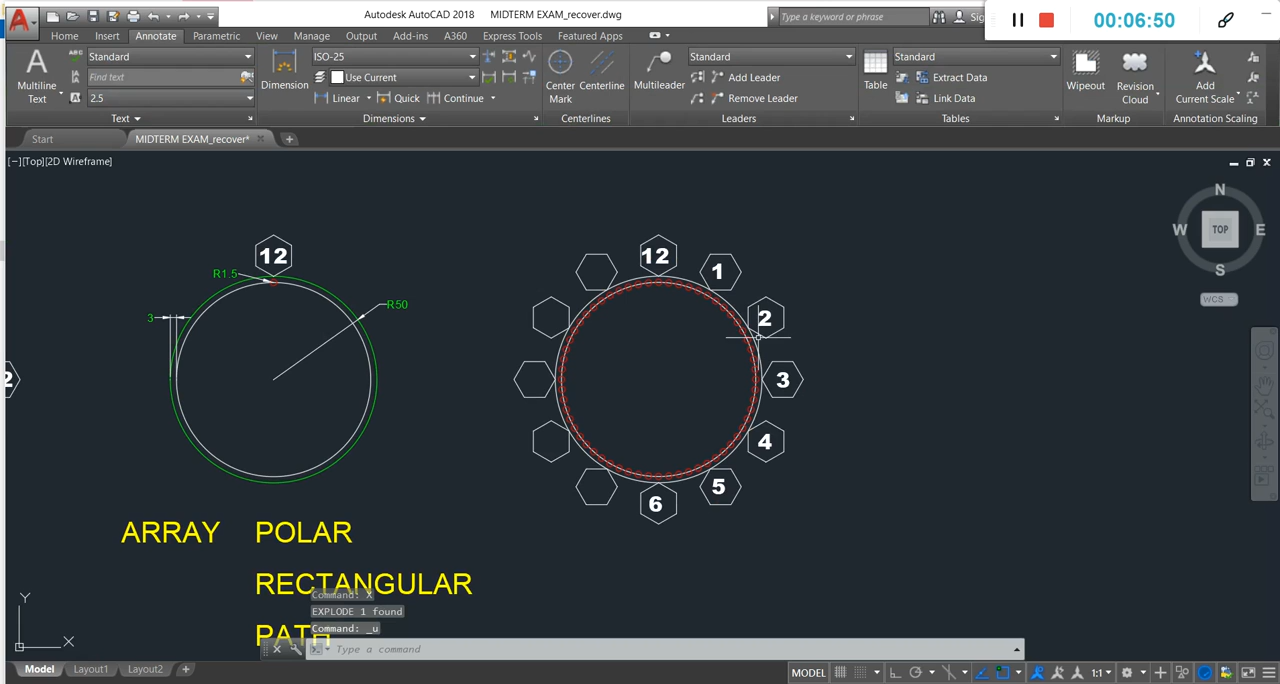 Autodesk AutoCAD 2018 MIDTERM EXAM_recover.dwg
Type a keyword or phrase
00:06:50
Home Insert Annotate Parametric View Manage Output Add-ins A360 Express Tools Featured Apps
Multiline
Text
ABC
Standard
Find text
2.5
Text
Dimension
ISO-25
Use Current
Linear Quick Continue
Dimensions
Center
Mark
Centerline
Centerlines
Multileader
Standard
Add Leader
Remove Leader
Leaders
Table
Standard
Extract Data
Link Data
Tables
Wipeout
Revision
Cloud
Markup
Add
Current Scale
Annotation Scaling
Start MIDTERM EXAM_recover*
[−][Top][2D Wireframe]
N
W TOP E
S
WCS
12
R1.5
R50
3
2
12
1
2
3
4
5
6
ARRAY POLAR
RECTANGULAR
PATH
Command: X
EXPLODE 1 found
Command: _u
Type a command
Y
X
Model Layout1 Layout2
MODEL 1:1